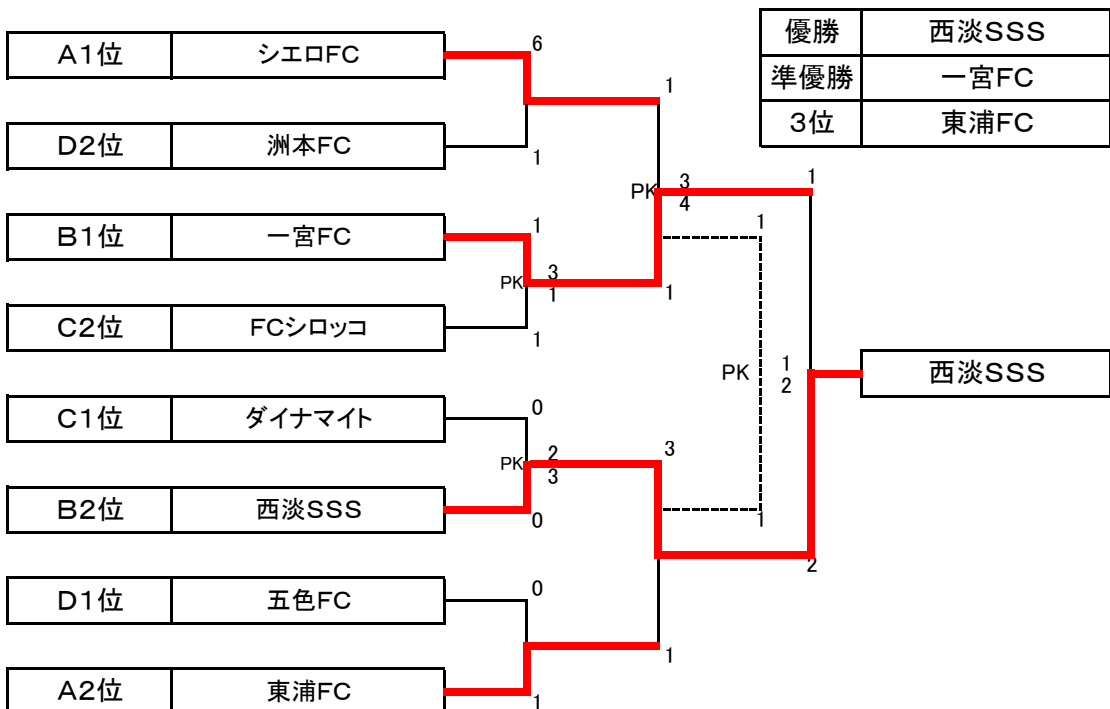 6
A1位 シエロFC
優勝 西淡SSS
準優勝 一宮FC
3位 東浦FC
1
D2位 洲本FC
1
PK 3
4
1
B1位 一宮FC
1
1
PK 3
1
1
C2位 FCシロッコ
1
PK 1
2
西淡SSS
C1位 ダイナマイト
0
PK 2
3
3
B2位 西淡SSS
0
1
2
D1位 五色FC
0
1
A2位 東浦FC
1